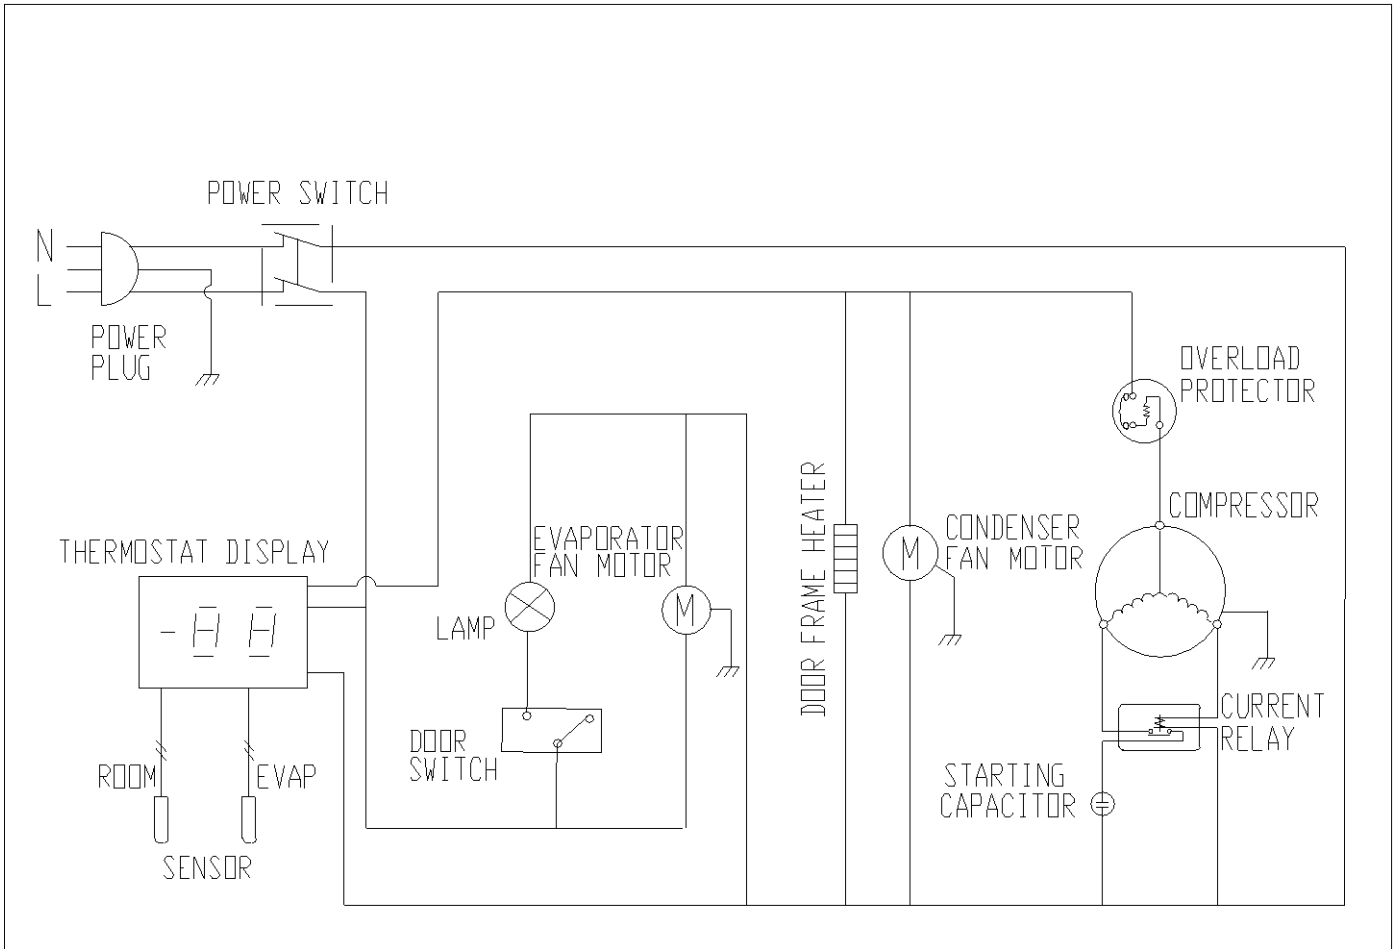 POWER SWITCH
N
L
POWER
PLUG
OVERLOAD
PROTECTOR
COMPRESSOR
DOOR FRAME HEATER
CONDENSER
FAN MOTOR
M
EVAPORATOR
FAN MOTOR
M
THERMOSTAT DISPLAY
-88
LAMP
DOOR
SWITCH
CURRENT
RELAY
STARTING
CAPACITOR
ROOM
EVAP
SENSOR